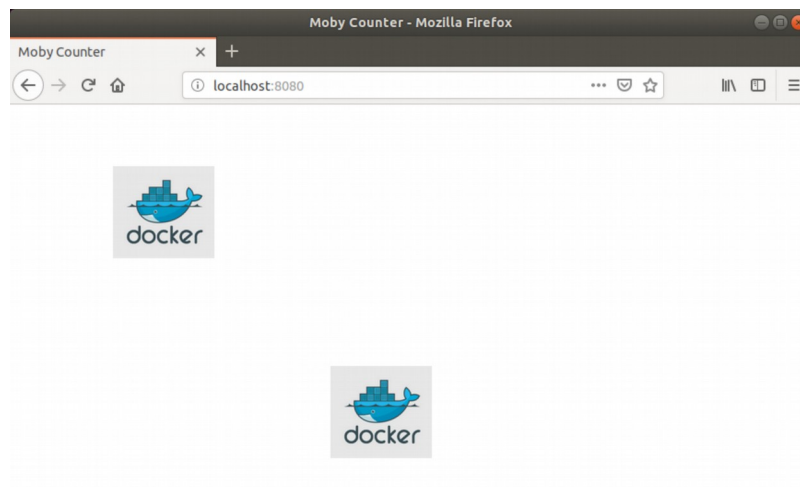 Moby Counter - Mozilla Firefox
Moby Counter
localhost:8080
docker
docker